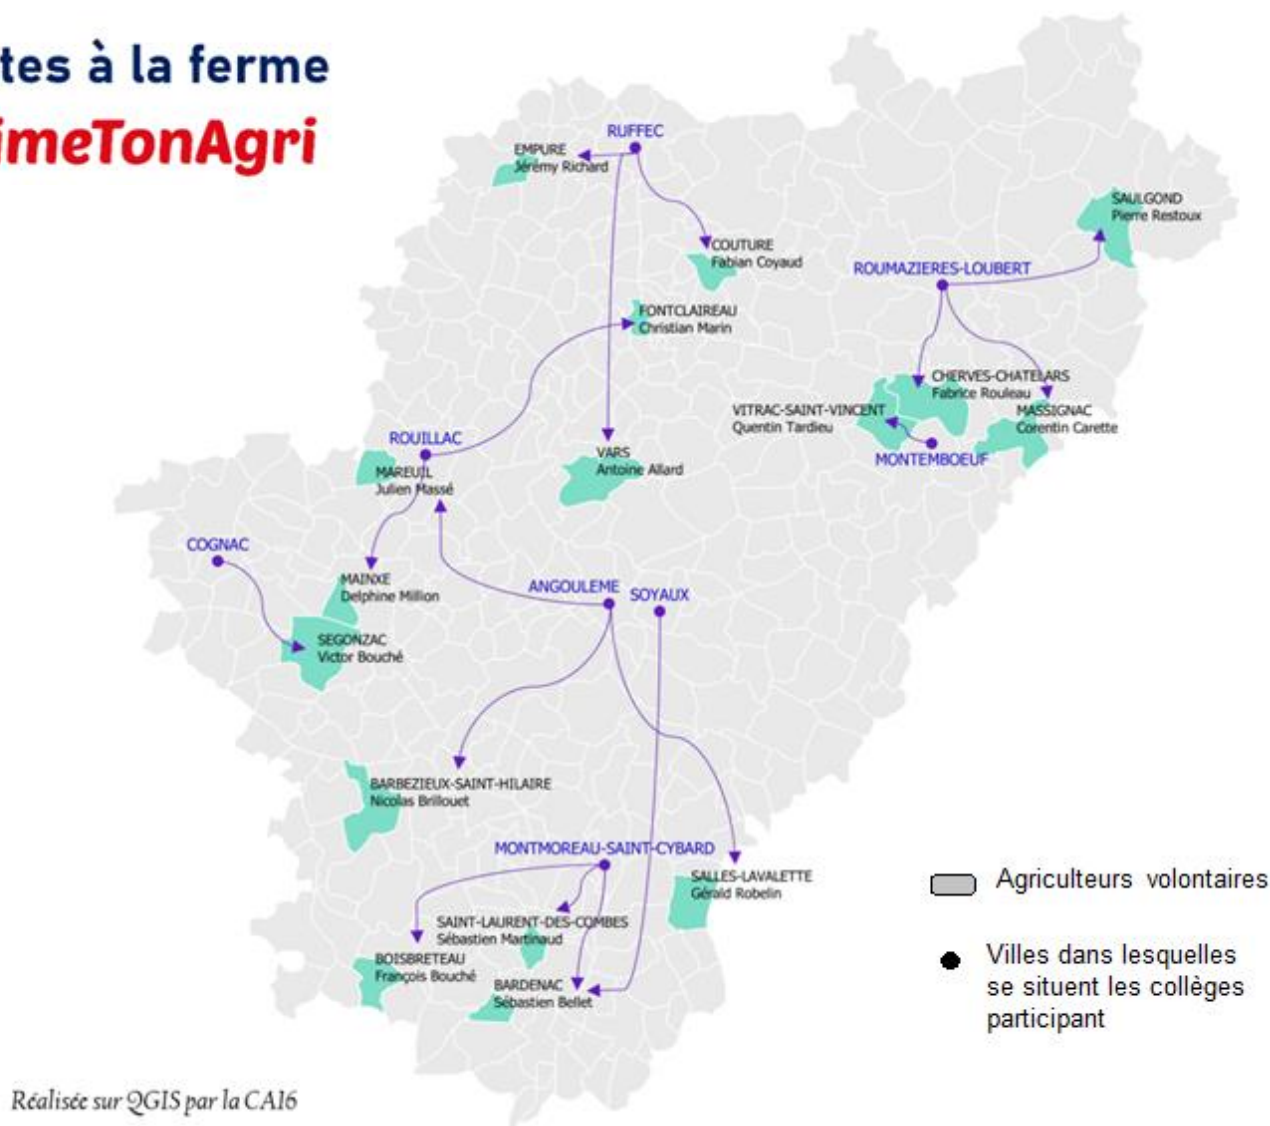 tes à la ferme
imeTonAgri
RUFFEC
EMPURE
Jérémy Richard
SAULGOND
Pierre Restoux
COUTURE
Fabian Coyaud
ROUMAZIERES-LOUBERT
FONTCLAIREAU
Christian Marin
CHERVES-CHATELARS
Fabrice Rouleau
VITRAC-SAINT-VINCENT
Quentin Tardieu
MASSIGNAC
Corentin Carette
ROUILLAC
VARS
Antoine Allard
MONTEMBOEUF
MAREUIL
Julien Massé
COGNAC
MAINXE
Delphine Million
ANGOULEME
SOYAUX
SEGONZAC
Victor Bouché
BARBEZIEUX-SAINT-HILAIRE
Nicolas Brillouet
MONTMOREAU-SAINT-CYBARD
SALLES-LAVALETTE
Gérald Robelin
SAINT-LAURENT-DES-COMBES
Sébastien Martinaud
BOISBRETEAU
François Bouché
BARDENAC
Sébastien Bellet
Agriculteurs volontaires
Villes dans lesquelles
se situent les collèges
participant
Réalisée sur QGIS par la CA16